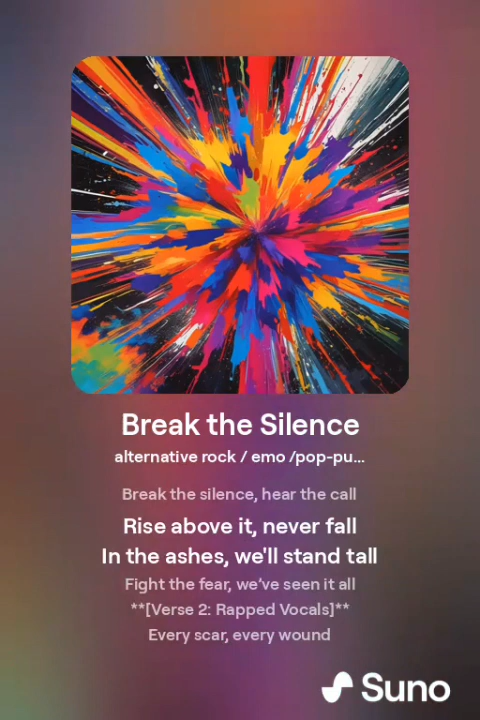 Break the Silence
alternative rock / emo /pop-pu...
Break the silence, hear the call
Rise above it, never fall
In the ashes, we'll stand tall
Fight the fear, we’ve seen it all
**[Verse 2: Rapped Vocals]**
Every scar, every wound
Suno